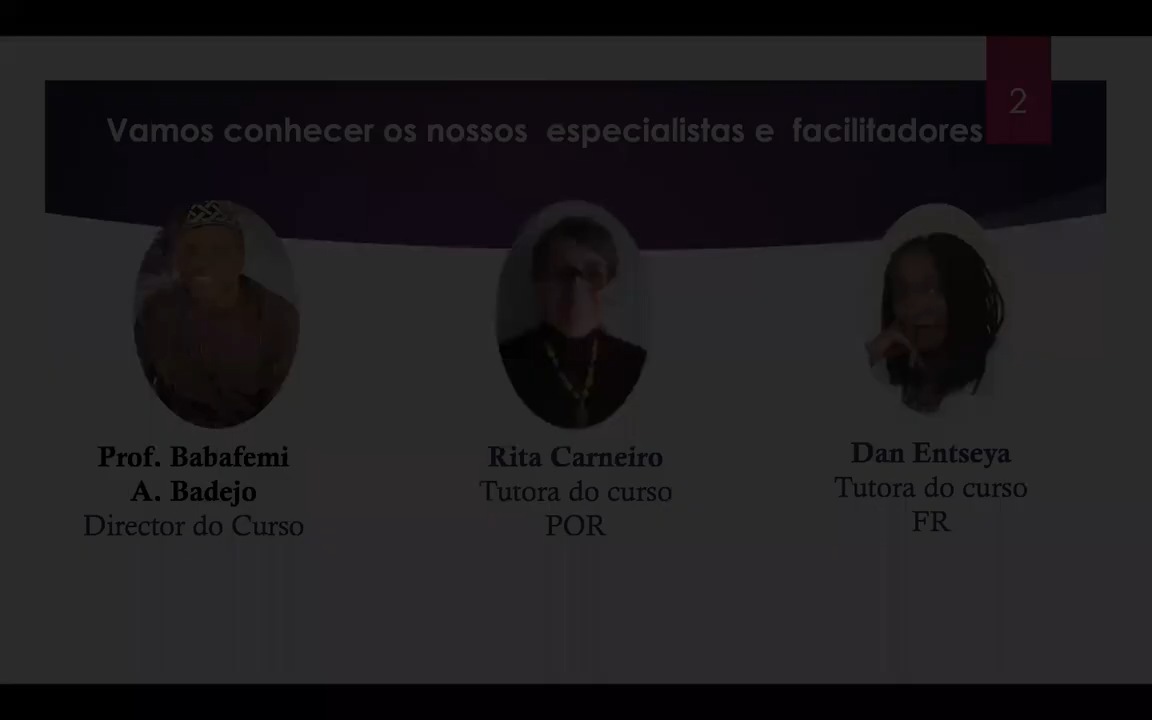 2
Vamos conhecer os nossos especialistas e facilitadores
Prof. Babafemi
A. Badejo
Director do Curso
Rita Carneiro
Tutora do curso
POR
Dan Entseya
Tutora do curso
FR